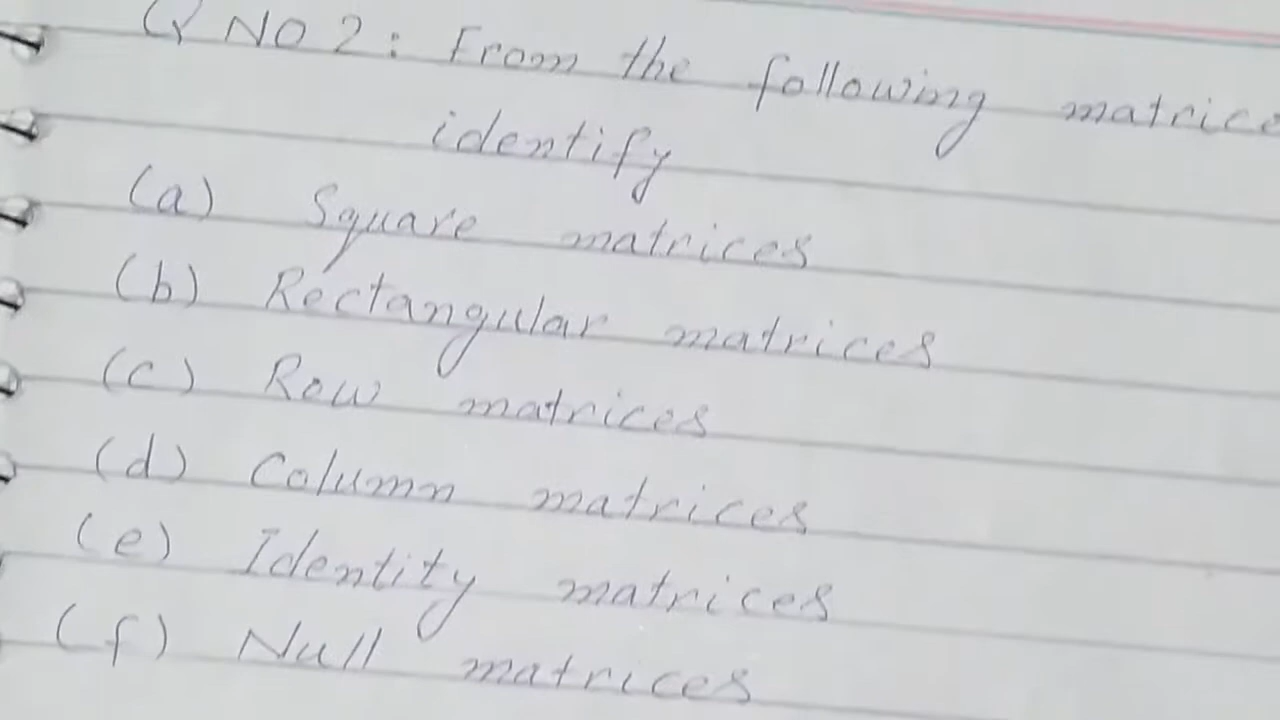 Q NO 2: From the following matrice
identify
(a) Square matrices
(b) Rectangular matrices
(c) Row matrices
(d) Column matrices
(e) Identity matrices
(f) Null matrices